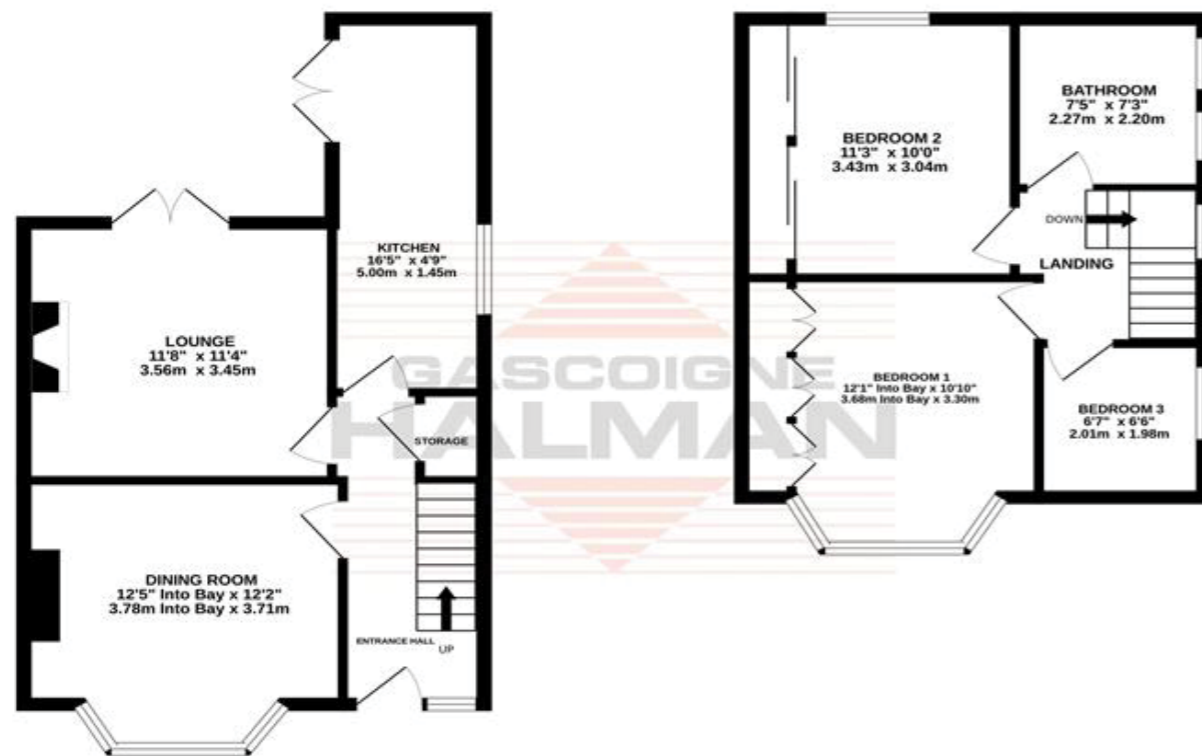 KITCHEN
16'5" x 4'9"
5.00m x 1.45m
LOUNGE
11'8" x 11'4"
3.56m x 3.45m
STORAGE
DINING ROOM
12'5" Into Bay x 12'2"
3.78m Into Bay x 3.71m
ENTRANCE HALL
UP
BEDROOM 2
11'3" x 10'0"
3.43m x 3.04m
BATHROOM
7'5" x 7'3"
2.27m x 2.20m
DOWN
LANDING
BEDROOM 1
12'1" Into Bay x 10'10"
3.68m Into Bay x 3.30m
BEDROOM 3
6'7" x 6'6"
2.01m x 1.98m
GASCOIGNE
HALMAN